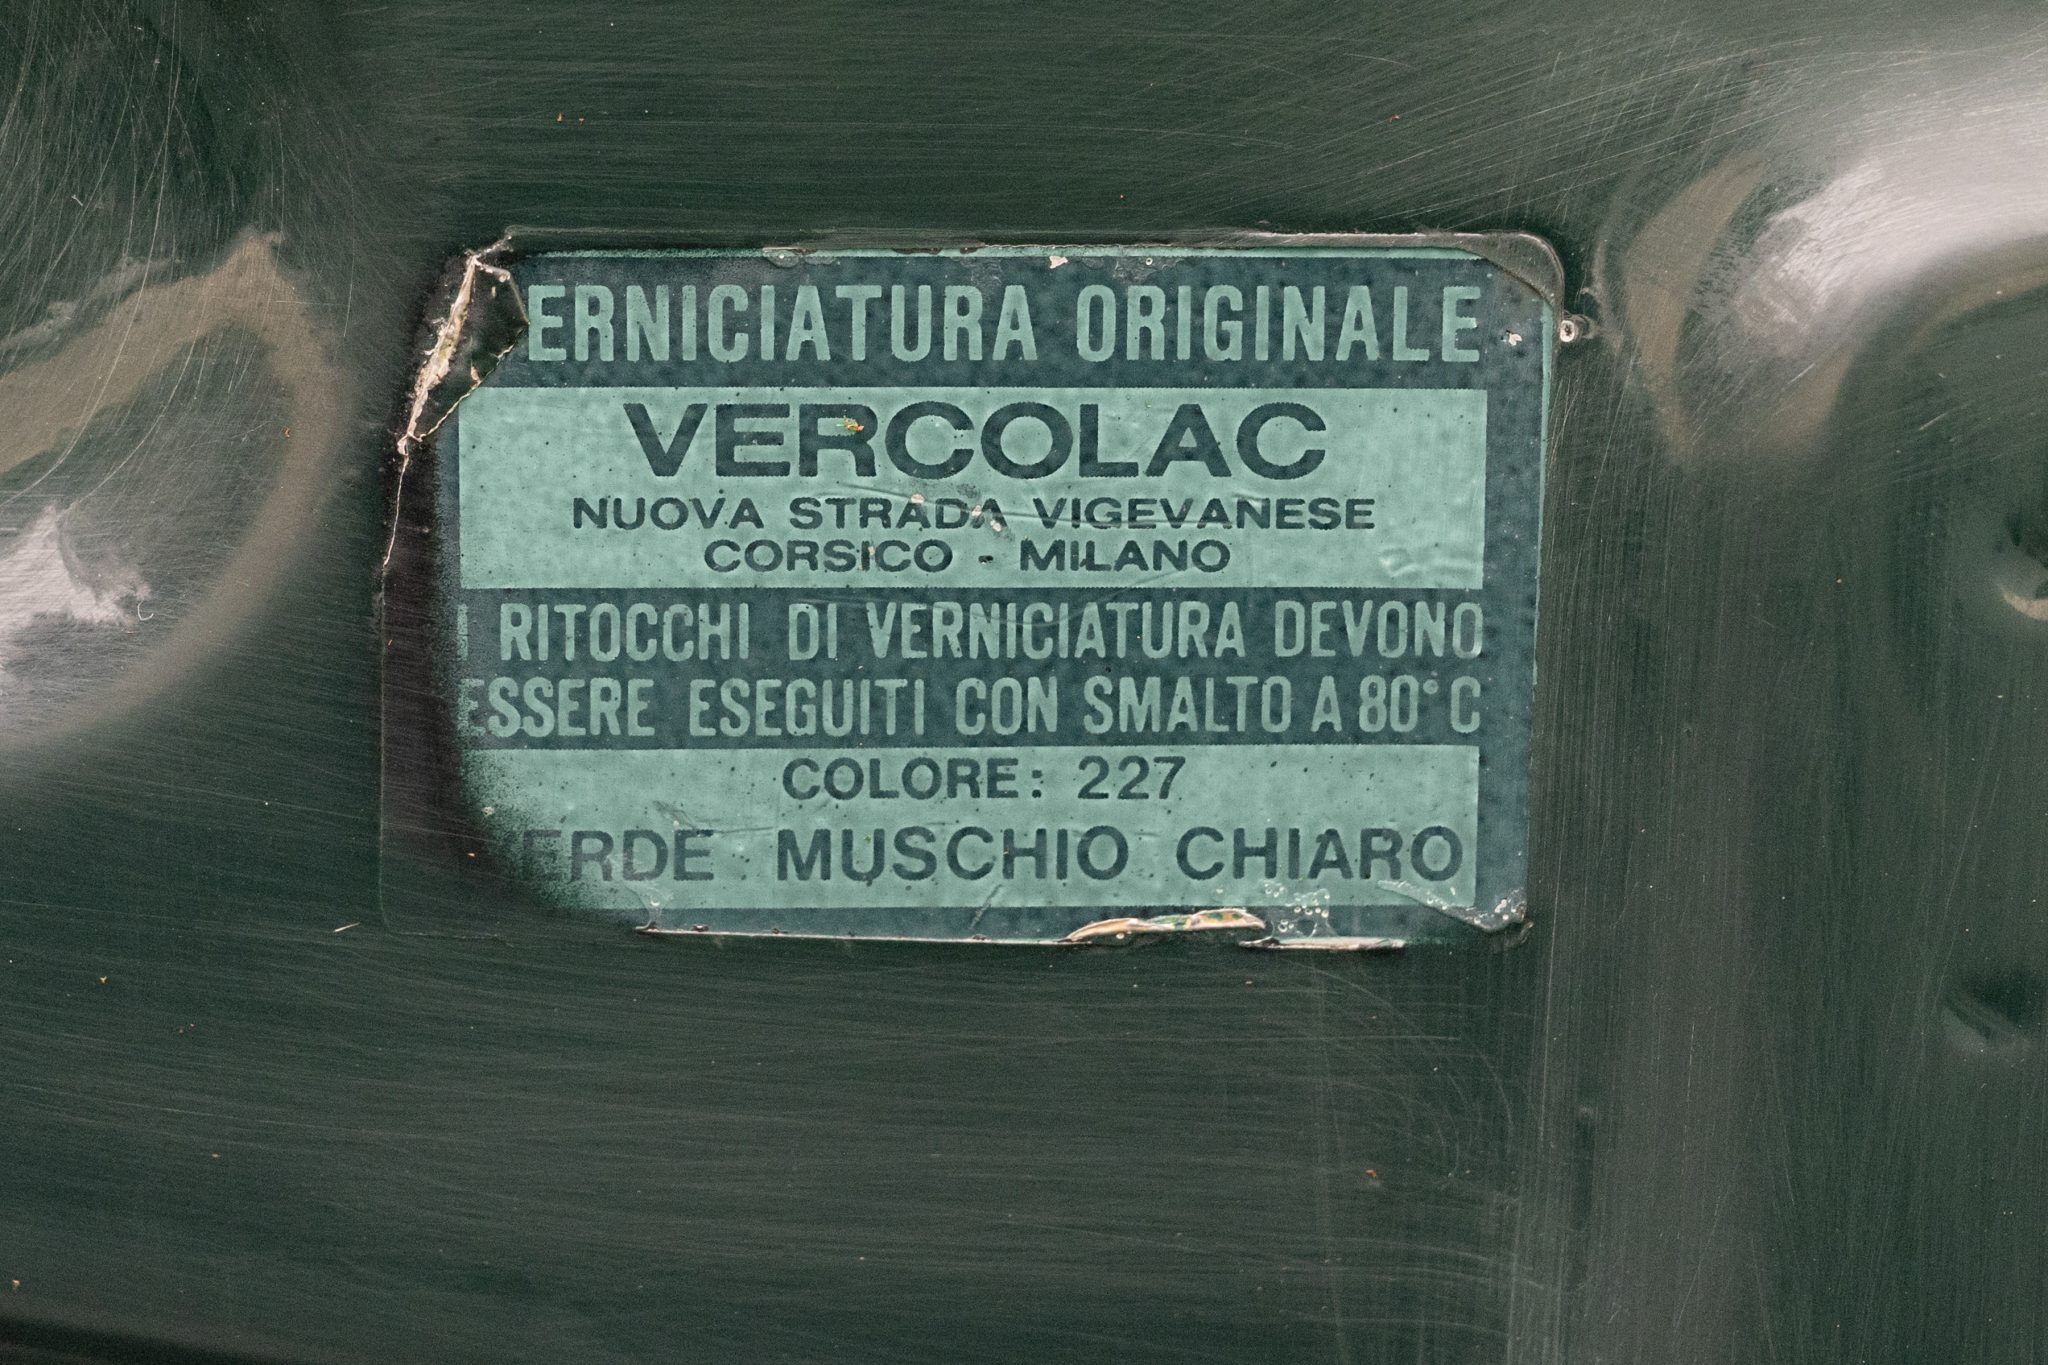 ERNICIATURA ORIGINALE
VERCOLAC
NUOVA STRADA VIGEVANESE
CORSICO - MILANO
I RITOCCHI DI VERNICIATURA DEVONO
ESSERE ESEGUITI CON SMALTO A 80°C
COLORE: 227
VERDE MUSCHIO CHIARO